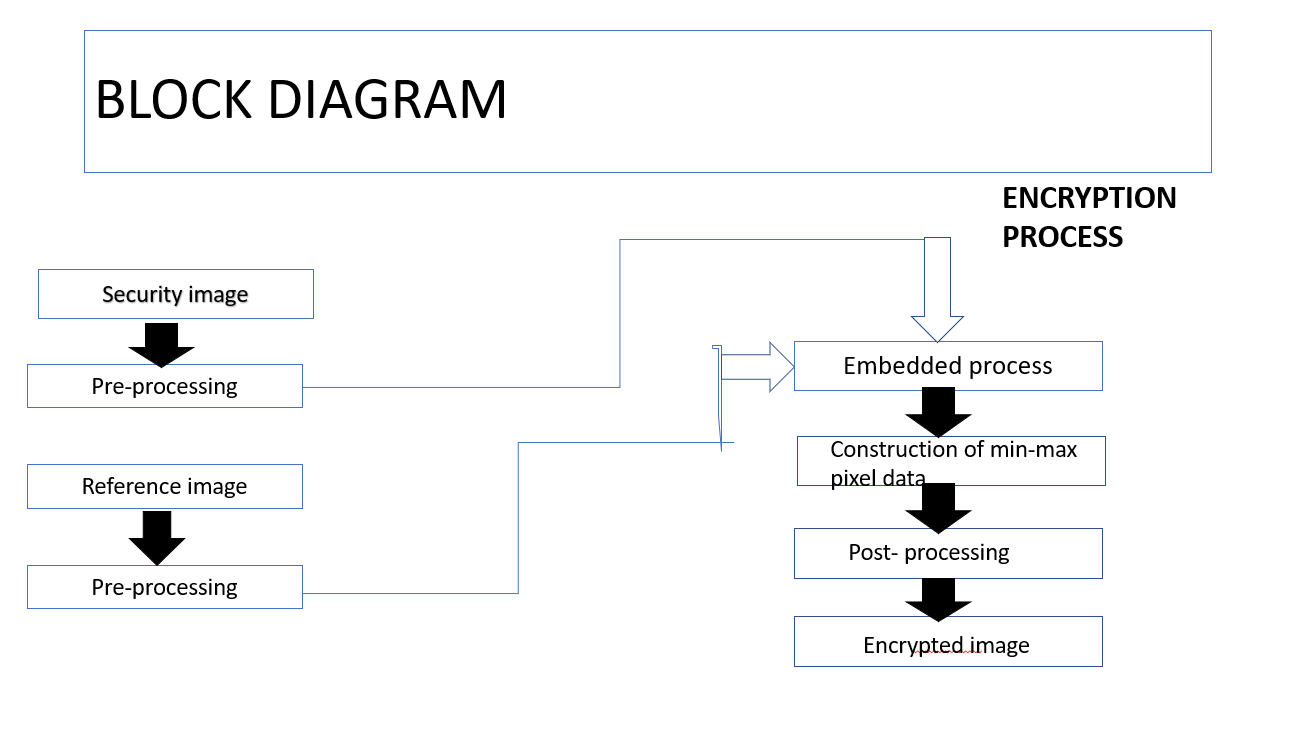 BLOCK DIAGRAM
ENCRYPTION
PROCESS
Security image
Pre-processing
Reference image
Pre-processing
Embedded process
Construction of min-max
pixel data
Post- processing
Encrypted image